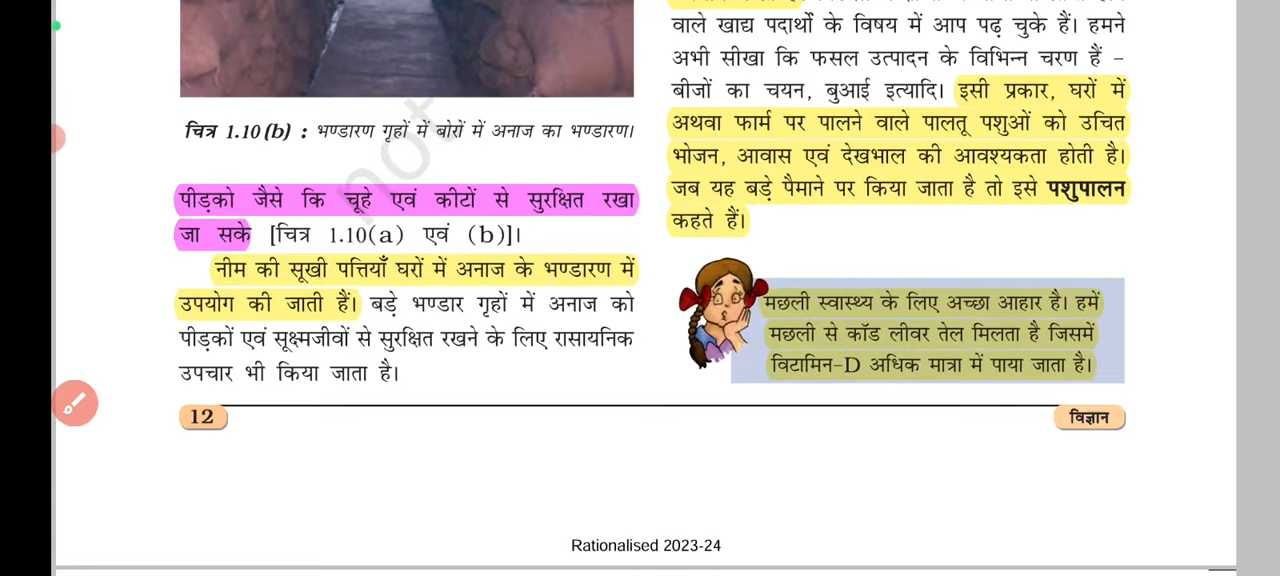 चित्र 1.10(b) : भण्डारण गृहों में बोरों में अनाज का भण्डारण।
पीड़को जैसे कि चूहे एवं कीटों से सुरक्षित रखा
जा सके [चित्र 1.10(a) एवं (b)]।
नीम की सूखी पत्तियाँ घरों में अनाज के भण्डारण में
उपयोग की जाती हैं। बड़े भण्डार गृहों में अनाज को
पीड़कों एवं सूक्ष्मजीवों से सुरक्षित रखने के लिए रासायनिक
उपचार भी किया जाता है।
वाले खाद्य पदार्थों के विषय में आप पढ़ चुके हैं। हमने
अभी सीखा कि फसल उत्पादन के विभिन्न चरण हैं –
बीजों का चयन, बुआई इत्यादि। इसी प्रकार, घरों में
अथवा फार्म पर पालने वाले पालतू पशुओं को उचित
भोजन, आवास एवं देखभाल की आवश्यकता होती है।
जब यह बड़े पैमाने पर किया जाता है तो इसे पशुपालन
कहते हैं।
मछली स्वास्थ्य के लिए अच्छा आहार है। हमें
मछली से कॉड लीवर तेल मिलता है जिसमें
विटामिन-D अधिक मात्रा में पाया जाता है।
12
विज्ञान
Rationalised 2023-24
not